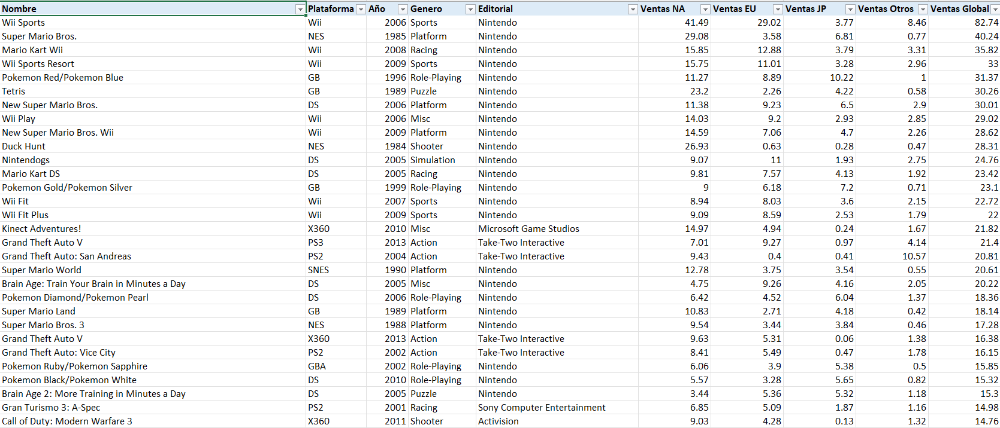 Nombre Plataforma Año Genero Editorial Ventas NA Ventas EU Ventas JP Ventas Otros Ventas Global
Wii Sports Wii 2006 Sports Nintendo 41.49 29.02 3.77 8.46 82.74
Super Mario Bros. NES 1985 Platform Nintendo 29.08 3.58 6.81 0.77 40.24
Mario Kart Wii Wii 2008 Racing Nintendo 15.85 12.88 3.79 3.31 35.82
Wii Sports Resort Wii 2009 Sports Nintendo 15.75 11.01 3.28 2.96 33
Pokemon Red/Pokemon Blue GB 1996 Role-Playing Nintendo 11.27 8.89 10.22 1 31.37
Tetris GB 1989 Puzzle Nintendo 23.2 2.26 4.22 0.58 30.26
New Super Mario Bros. DS 2006 Platform Nintendo 11.38 9.23 6.5 2.9 30.01
Wii Play Wii 2006 Misc Nintendo 14.03 9.2 2.93 2.85 29.02
New Super Mario Bros. Wii Wii 2009 Platform Nintendo 14.59 7.06 4.7 2.26 28.62
Duck Hunt NES 1984 Shooter Nintendo 26.93 0.63 0.28 0.47 28.31
Nintendogs DS 2005 Simulation Nintendo 9.07 11 1.93 2.75 24.76
Mario Kart DS DS 2005 Racing Nintendo 9.81 7.57 4.13 1.92 23.42
Pokemon Gold/Pokemon Silver GB 1999 Role-Playing Nintendo 9 6.18 7.2 0.71 23.1
Wii Fit Wii 2007 Sports Nintendo 8.94 8.03 3.6 2.15 22.72
Wii Fit Plus Wii 2009 Sports Nintendo 9.09 8.59 2.53 1.79 22
Kinect Adventures! X360 2010 Misc Microsoft Game Studios 14.97 4.94 0.24 1.67 21.82
Grand Theft Auto V PS3 2013 Action Take-Two Interactive 7.01 9.27 0.97 4.14 21.4
Grand Theft Auto: San Andreas PS2 2004 Action Take-Two Interactive 9.43 0.4 0.41 10.57 20.81
Super Mario World SNES 1990 Platform Nintendo 12.78 3.75 3.54 0.55 20.61
Brain Age: Train Your Brain in Minutes a Day DS 2005 Misc Nintendo 4.75 9.26 4.16 2.05 20.22
Pokemon Diamond/Pokemon Pearl DS 2006 Role-Playing Nintendo 6.42 4.52 6.04 1.37 18.36
Super Mario Land GB 1989 Platform Nintendo 10.83 2.71 4.18 0.42 18.14
Super Mario Bros. 3 NES 1988 Platform Nintendo 9.54 3.44 3.84 0.46 17.28
Grand Theft Auto V X360 2013 Action Take-Two Interactive 9.63 5.31 0.06 1.38 16.38
Grand Theft Auto: Vice City PS2 2002 Action Take-Two Interactive 8.41 5.49 0.47 1.78 16.15
Pokemon Ruby/Pokemon Sapphire GBA 2002 Role-Playing Nintendo 6.06 3.9 5.38 0.5 15.85
Pokemon Black/Pokemon White DS 2010 Role-Playing Nintendo 5.57 3.28 5.65 0.82 15.32
Brain Age 2: More Training in Minutes a Day DS 2005 Puzzle Nintendo 3.44 5.36 5.32 1.18 15.3
Gran Turismo 3: A-Spec PS2 2001 Racing Sony Computer Entertainment 6.85 5.09 1.87 1.16 14.98
Call of Duty: Modern Warfare 3 X360 2011 Shooter Activision 9.03 4.28 0.13 1.32 14.76